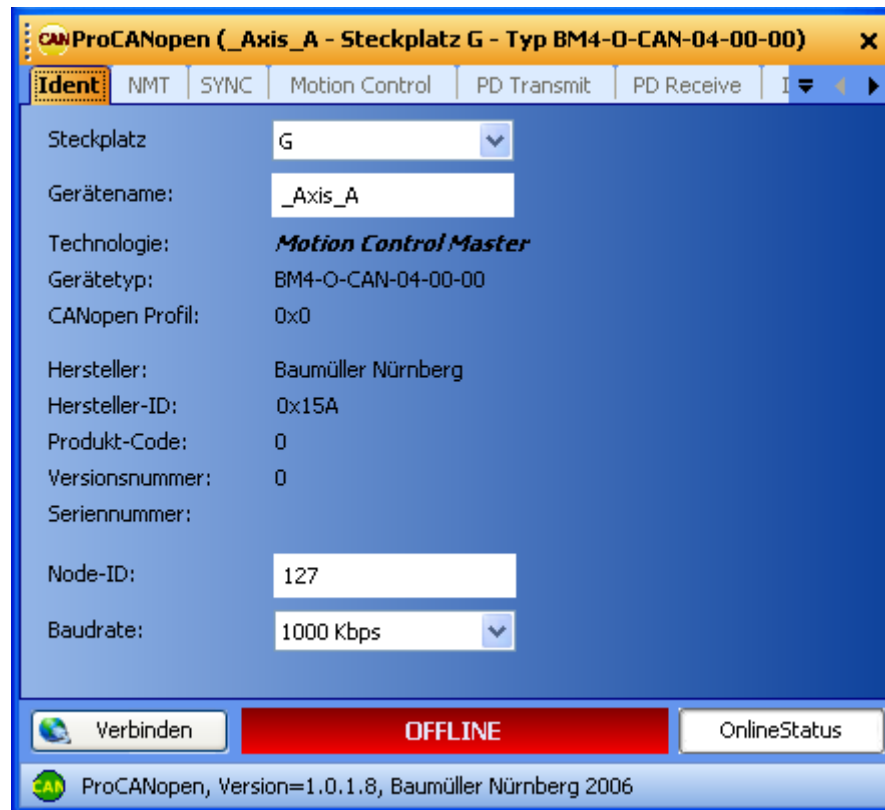 CAN ProCANopen (_Axis_A - Steckplatz G - Typ BM4-O-CAN-04-00-00)
Ident NMT SYNC Motion Control PD Transmit PD Receive
Steckplatz G
Gerätename: _Axis_A
Technologie: Motion Control Master
Gerätetyp: BM4-O-CAN-04-00-00
CANopen Profil: 0x0
Hersteller: Baumüller Nürnberg
Hersteller-ID: 0x15A
Produkt-Code: 0
Versionsnummer: 0
Seriennummer:
Node-ID: 127
Baudrate: 1000 Kbps
Verbinden OFFLINE OnlineStatus
CAN ProCANopen, Version=1.0.1.8, Baumüller Nürnberg 2006